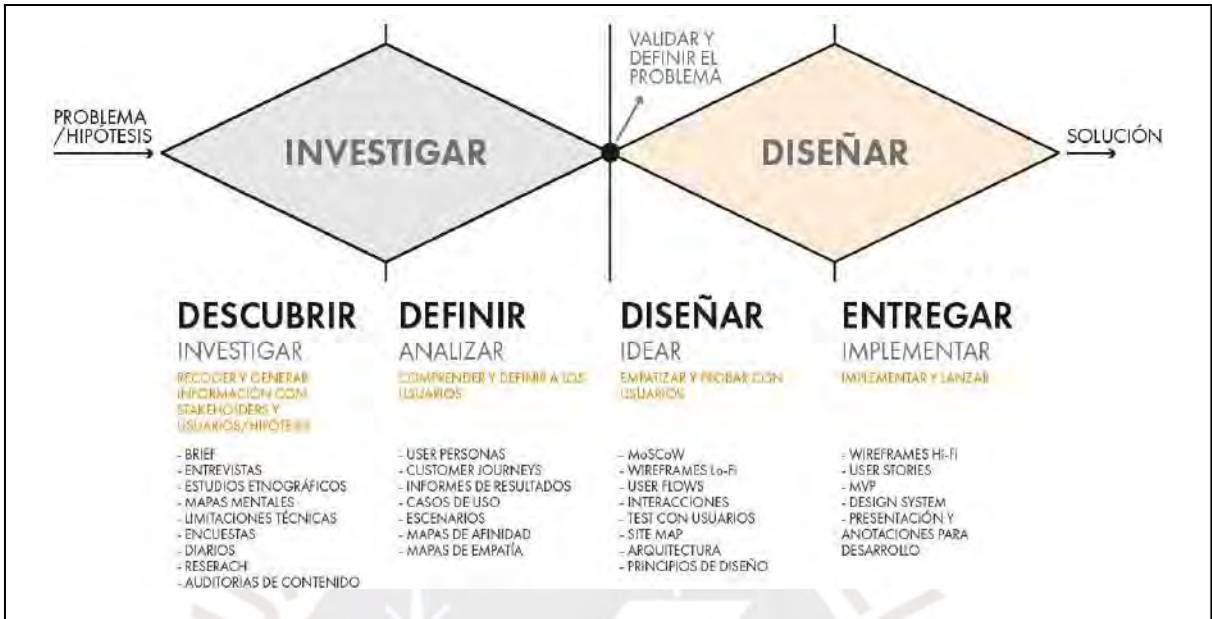 VALIDAR Y
DEFINIR EL
PROBLEMA
PROBLEMA
/HIPÓTESIS
INVESTIGAR
DISEÑAR
SOLUCIÓN
DESCUBRIR
INVESTIGAR
RECOGER Y GENERAR
INFORMACIÓN CON
STAKEHOLDERS Y
USUARIOS/HIPÓTESIS
- BRIEF
- ENTREVISTAS
- ESTUDIOS ETNOGRÁFICOS
- MAPAS MENTALES
- LIMITACIONES TÉCNICAS
- ENCUESTAS
- DIARIOS
- RESERACH
- AUDITORIAS DE CONTENIDO
DEFINIR
ANALIZAR
COMPRENDER Y DEFINIR A LOS
USUARIOS
- USER PERSONAS
- CUSTOMER JOURNEYS
- INFORMES DE RESULTADOS
- CASOS DE USO
- ESCENARIOS
- MAPAS DE AFINIDAD
- MAPAS DE EMPATÍA
DISEÑAR
IDEAR
EMPATIZAR Y PROBAR CON
USUARIOS
- MoSCoW
- WIREFRAMES Lo-Fi
- USER FLOWS
- INTERACCIONES
- TEST CON USUARIOS
- SITE MAP
- ARQUITECTURA
- PRINCIPIOS DE DISEÑO
ENTREGAR
IMPLEMENTAR
IMPLEMENTAR Y LANZAR
- WIREFRAMES Hi-Fi
- USER STORIES
- MVP
- DESIGN SYSTEM
- PRESENTACIÓN Y
ANOTACIONES PARA
DESARROLLO